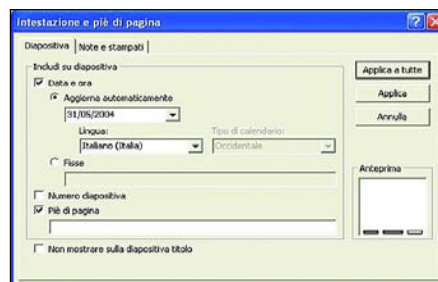 Intestazione e piè di pagina
Diapositiva
Note e stampati
Includi su diapositiva
Data e ora
Aggiorna automaticamente
31/05/2004
Lingua:
Tipo di calendario:
Italiano (Italia)
Occidentale
Fisse
Numero diapositiva
Piè di pagina
Non mostrare sulla diapositiva titolo
Applica a tutte
Applica
Annulla
Anteprima